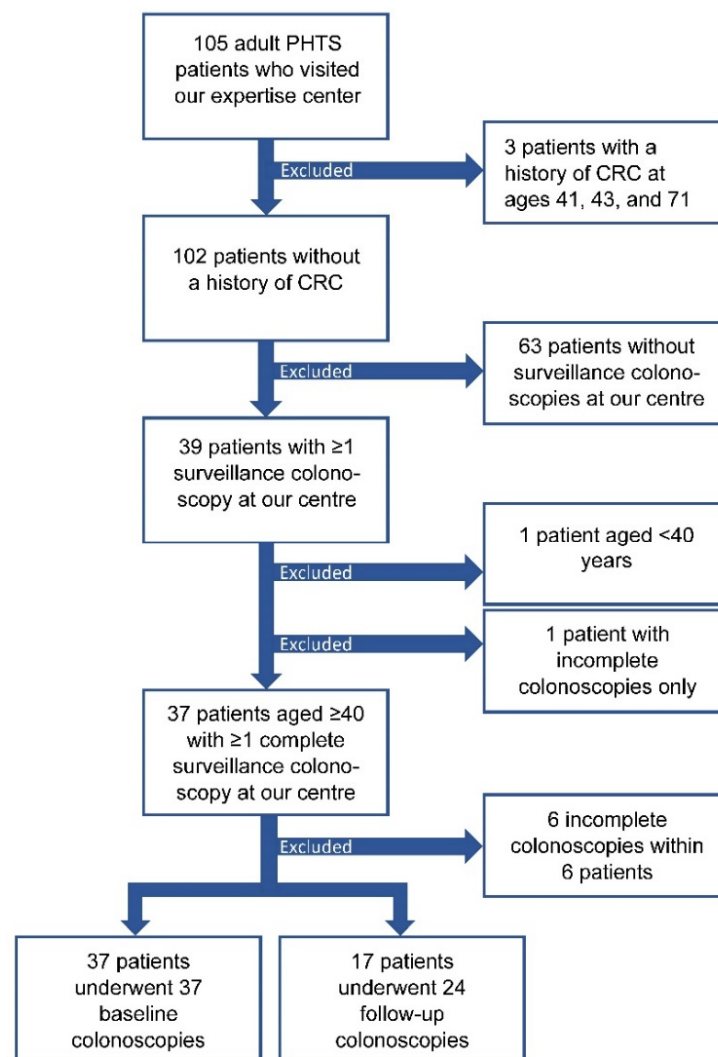 105 adult PHTS
patients who visited
our expertise center
Excluded
3 patients with a
history of CRC at
ages 41, 43, and 71
102 patients without
a history of CRC
Excluded
63 patients without
surveillance colono-
scopies at our centre
39 patients with ≥1
surveillance colono-
scopy at our centre
Excluded
1 patient aged <40
years
Excluded
1 patient with
incomplete
colonoscopies only
37 patients aged ≥40
with ≥1 complete
surveillance colono-
scopy at our centre
Excluded
6 incomplete
colonoscopies within
6 patients
37 patients
underwent 37
baseline
colonoscopies
17 patients
underwent 24
follow-up
colonoscopies